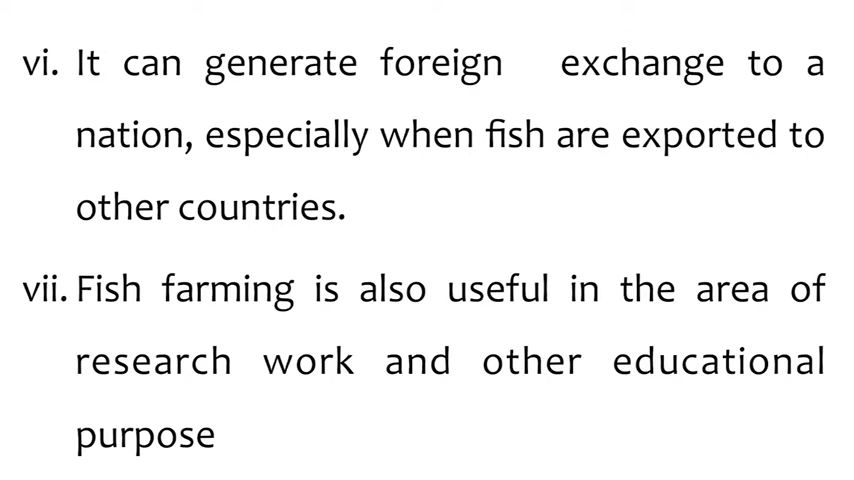 vi. It can generate foreign exchange to a
nation, especially when fish are exported to
other countries.
vii. Fish farming is also useful in the area of
research work and other educational
purpose